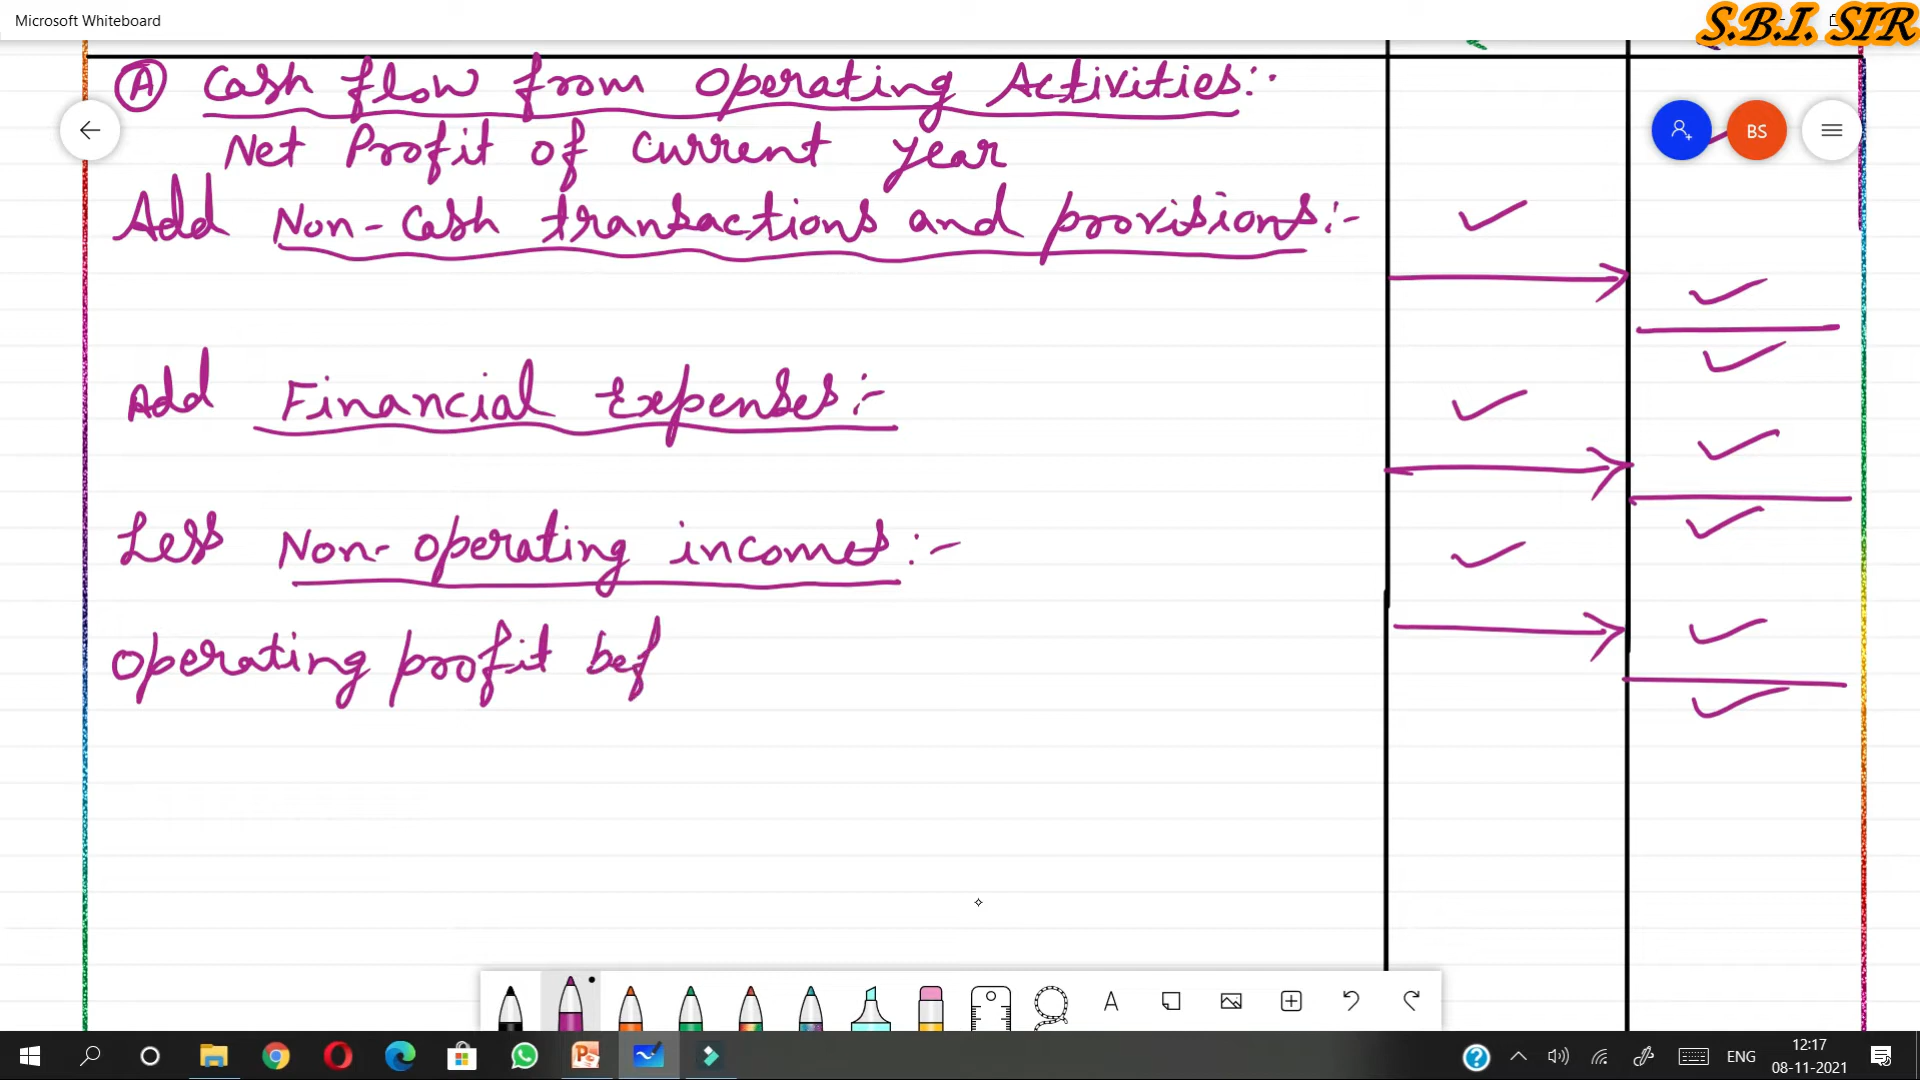 Microsoft Whiteboard
S.B.I. SIR
A Cash flow from Operating Activities:-
BS
Net Profit of Current year
Add Non-Cash transactions and provisions:-
Add Financial Expenses:-
Less Non-operating incomes:-
Operating profit bef
A
ENG
12:17
08-11-2021